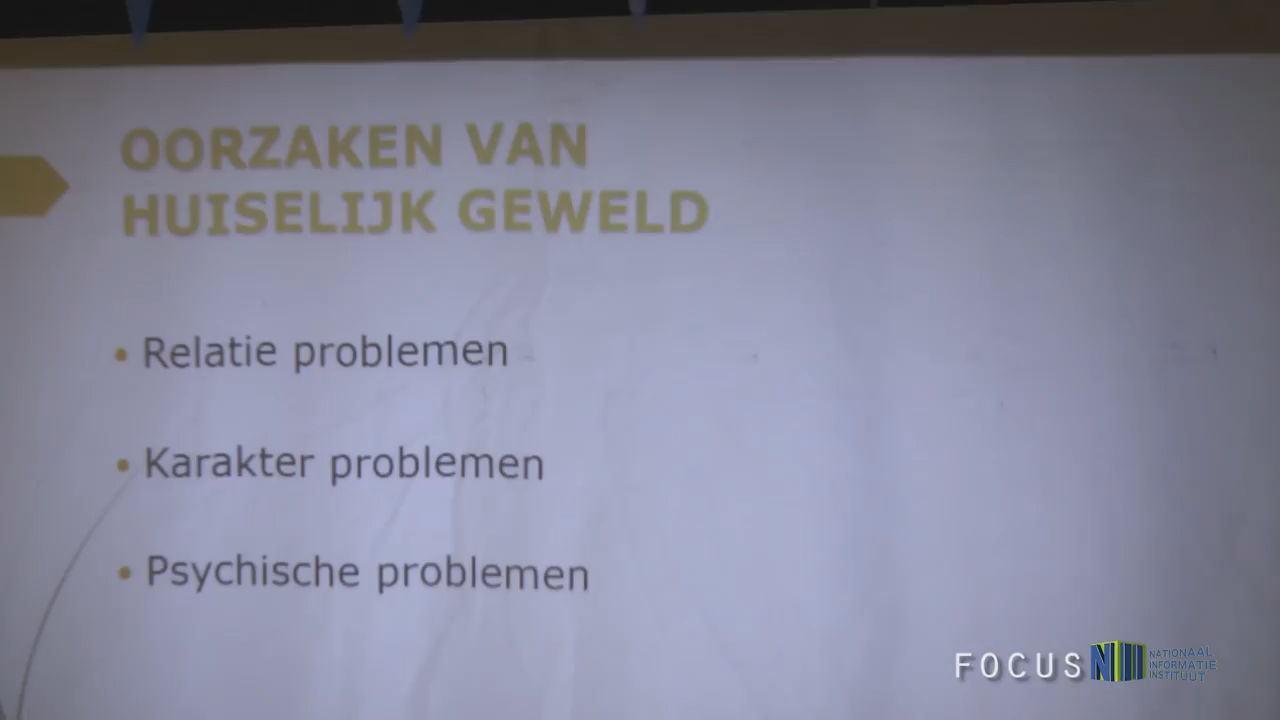 OORZAKEN VAN
HUISELIJK GEWELD
• Relatie problemen
• Karakter problemen
• Psychische problemen
FOCUS
NATIONAAL
INFORMATIE
INSTITUUT